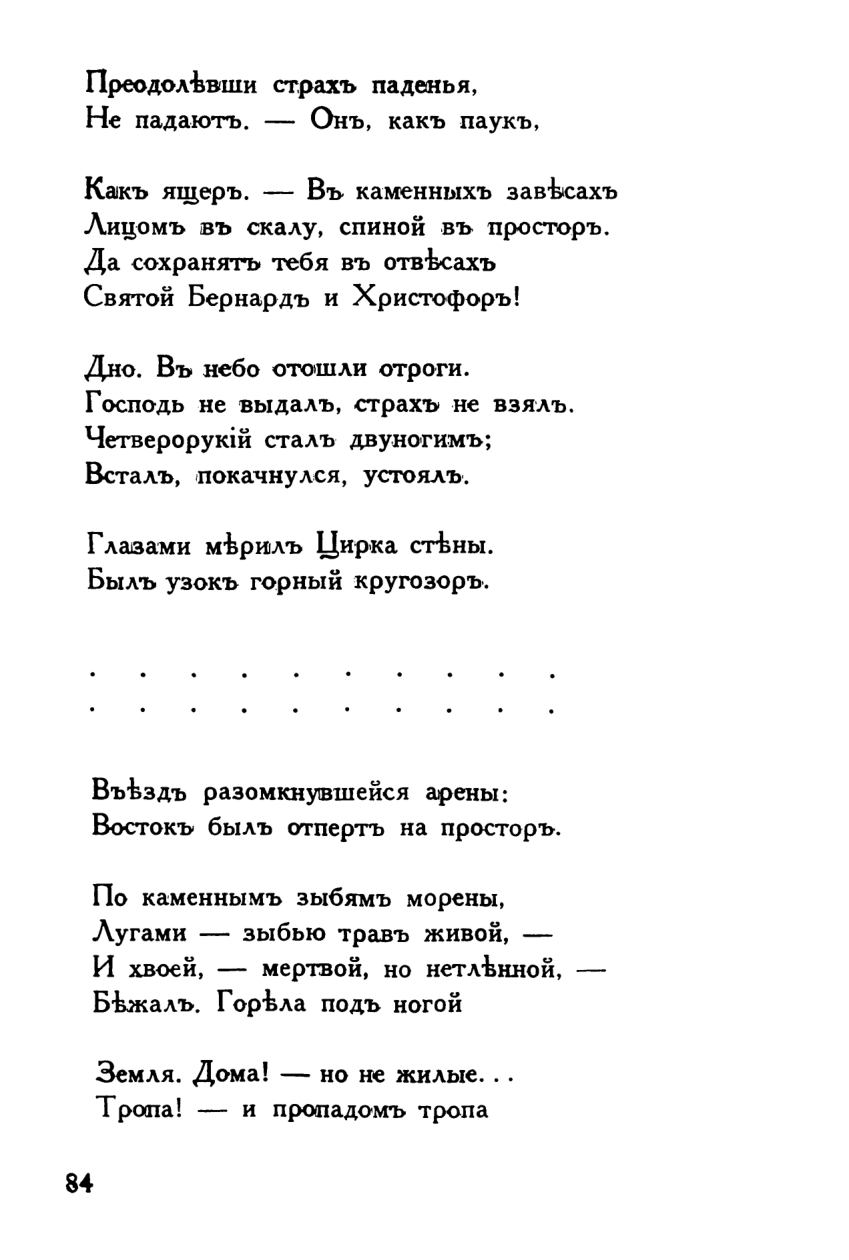 Преодолѣвши страхъ паденья,
Не падаютъ. — Онъ, какъ паукъ,
Какъ ящеръ. — Въ каменныхъ завѣсахъ
Лицомъ въ скалу, спиной въ просторъ.
Да сохранятъ тебя въ отвѣсахъ
Святой Бернардъ и Христофоръ!
Дно. Въ небо отошли отроги.
Господь не выдалъ, страхъ не взялъ.
Четверорукій сталъ двуногимъ;
Всталъ, покачнулся, устоялъ.
Глазами мѣрилъ Цирка стѣны.
Былъ узокъ горный кругозоръ.
. . . . . . . . . .
. . . . . . . . . .
Въѣздъ разомкнувшейся арены:
Востокъ былъ отпертъ на просторъ.
По каменнымъ зыбямъ морены,
Лугами — зыбью травъ живой, —
И хвоей, — мертвой, но нетлѣнной, —
Бѣжалъ. Горѣла подъ ногой
Земля. Дома! — но не жилые...
Тропа! — и пропадомъ тропа
84